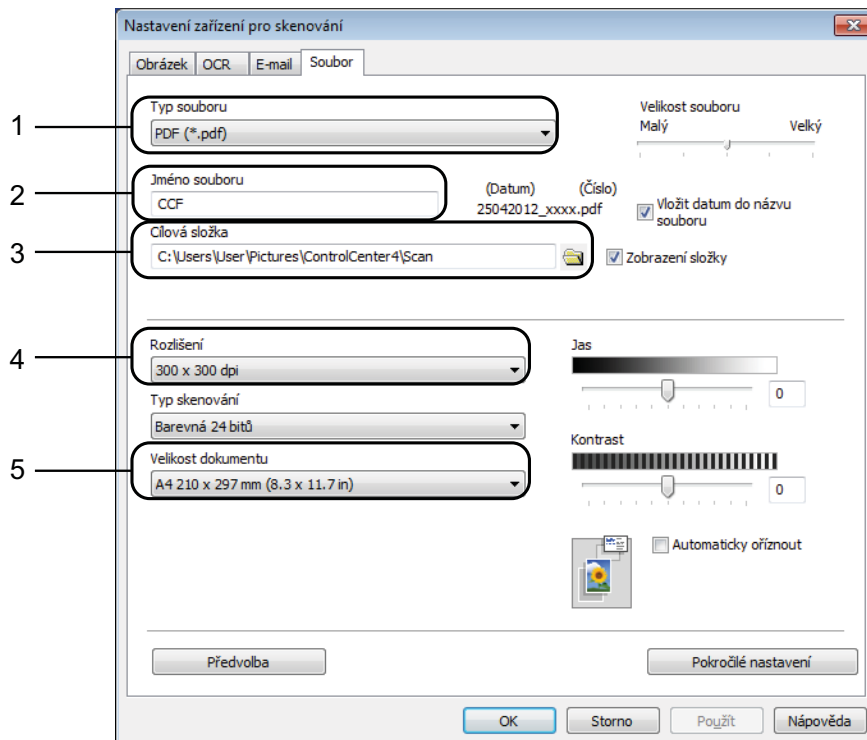 Nastavení zařízení pro skenování
Obrázek OCR E-mail Soubor
1
Typ souboru
PDF (*.pdf)
Velikost souboru
Malý Velký
2
Jméno souboru
CCF
(Datum) (Číslo)
25042012_xxxx.pdf
Vložit datum do názvu
souboru
3
Cílová složka
C:\Users\User\Pictures\ControlCenter4\Scan
Zobrazení složky
4
Rozlišení
300 x 300 dpi
Typ skenování
Barevná 24 bitů
5
Velikost dokumentu
A4 210 x 297 mm (8.3 x 11.7 in)
Jas
0
Kontrast
0
Automaticky oříznout
Předvolba
Pokročilé nastavení
OK Storno Použít Nápověda